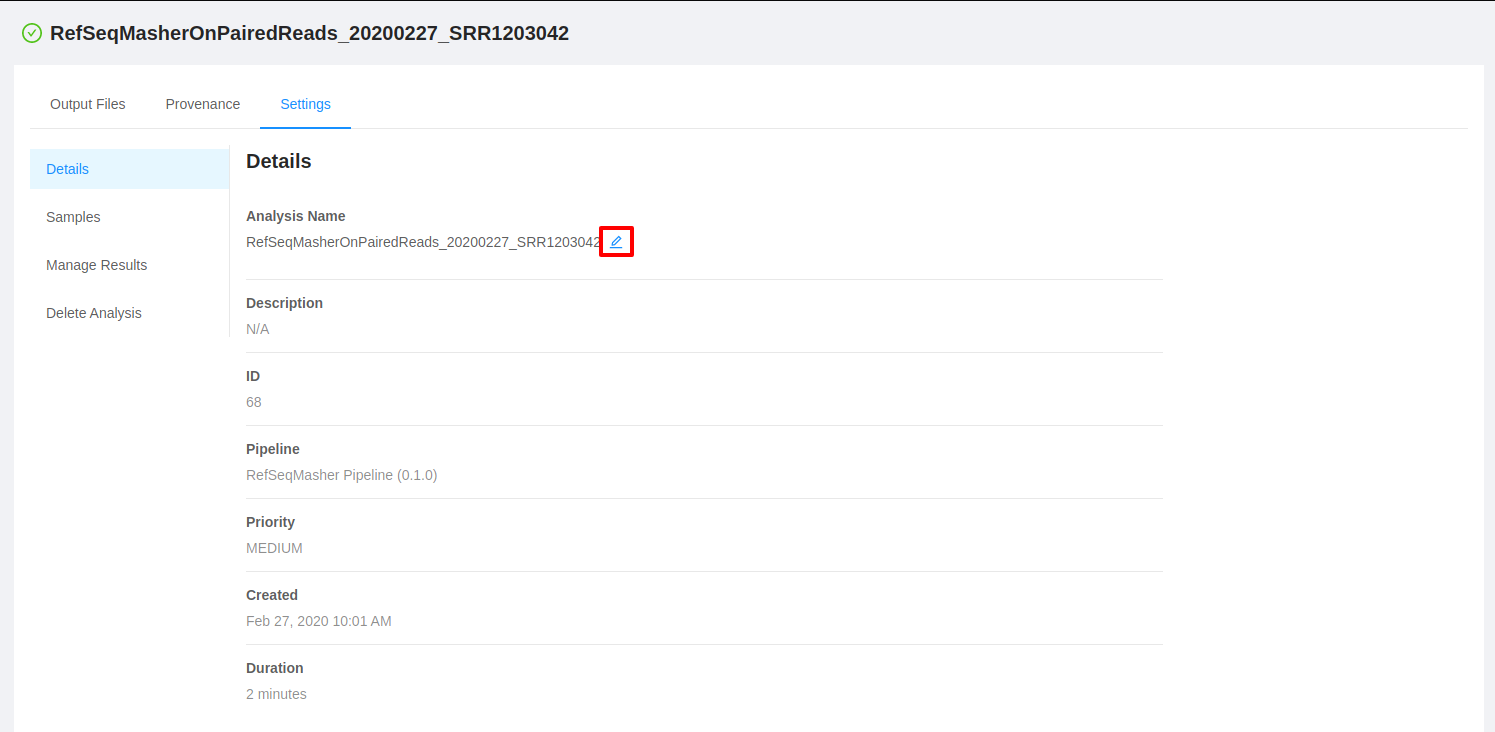 RefSeqMasherOnPairedReads_20200227_SRR1203042
Output Files Provenance Settings
Details
Samples
Manage Results
Delete Analysis
Details
Analysis Name
RefSeqMasherOnPairedReads_20200227_SRR1203042
Description
N/A
ID
68
Pipeline
RefSeqMasher Pipeline (0.1.0)
Priority
MEDIUM
Created
Feb 27, 2020 10:01 AM
Duration
2 minutes